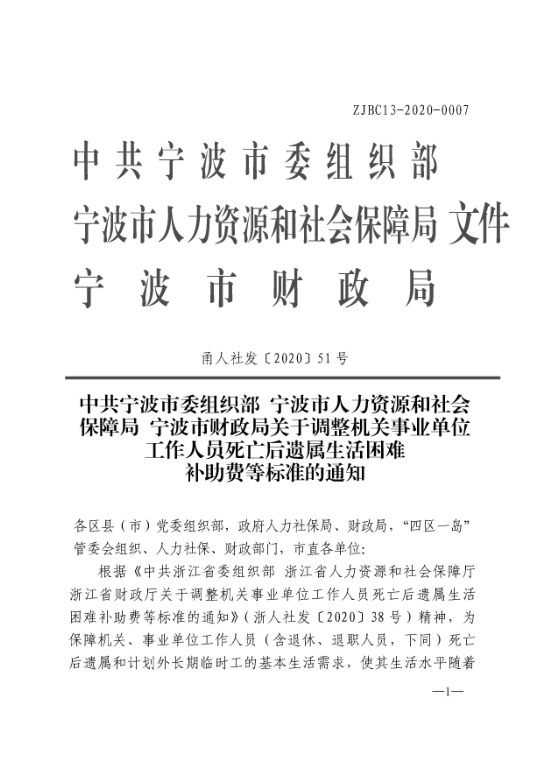 ZJBC13-2020-0007
中共宁波市委组织部
宁波市人力资源和社会保障局 文件
宁波市财政局
甬人社发〔2020〕51号
中共宁波市委组织部 宁波市人力资源和社会
保障局 宁波市财政局关于调整机关事业单位
工作人员死亡后遗属生活困难
补助费等标准的通知
各区县（市）党委组织部，政府人力社保局、财政局，“四区一岛”
管委会组织、人力社保、财政部门，市直各单位：
根据《中共浙江省委组织部 浙江省人力资源和社会保障厅
浙江省财政厅关于调整机关事业单位工作人员死亡后遗属生活
困难补助费等标准的通知》（浙人社发〔2020〕38号）精神，为
保障机关、事业单位工作人员（含退休、退职人员，下同）死亡
后遗属和计划外长期临时工的基本生活需求，使其生活水平随着
—1—